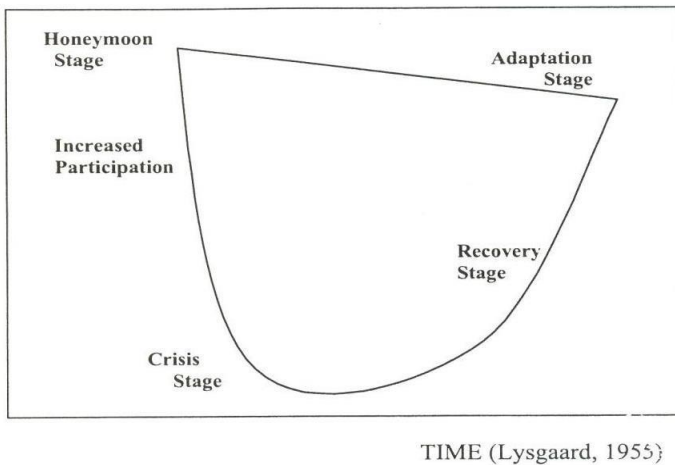 Honeymoon
Stage
Adaptation
Stage
Increased
Participation
Recovery
Stage
Crisis
Stage
TIME (Lysgaard, 1955)